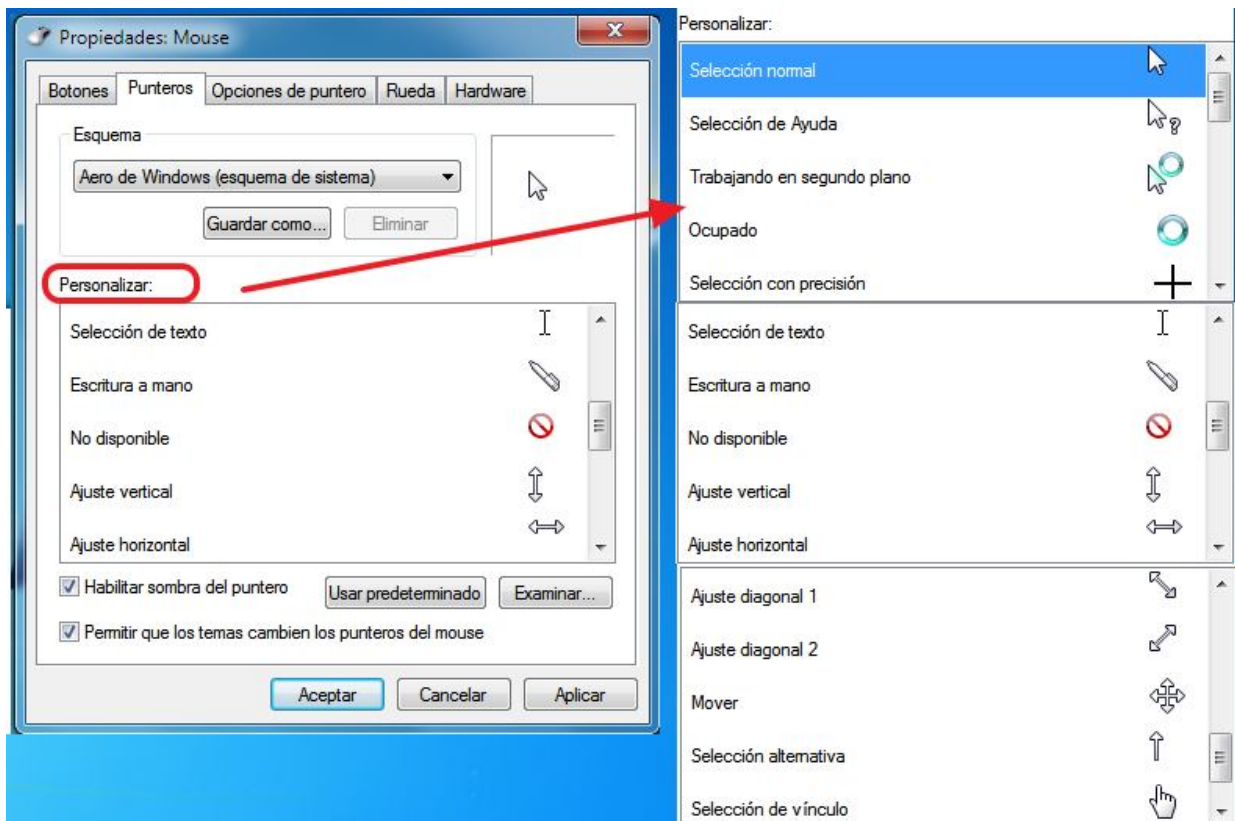 Propiedades: Mouse
Botones Punteros Opciones de puntero Rueda Hardware
Esquema
Aero de Windows (esquema de sistema)
Guardar como... Eliminar
Personalizar:
Selección de texto
Escritura a mano
No disponible
Ajuste vertical
Ajuste horizontal
Habilitar sombra del puntero Usar predeterminado Examinar...
Permitir que los temas cambien los punteros del mouse
Aceptar Cancelar Aplicar
Personalizar:
Selección normal
Selección de Ayuda
Trabajando en segundo plano
Ocupado
Selección con precisión
Selección de texto
Escritura a mano
No disponible
Ajuste vertical
Ajuste horizontal
Ajuste diagonal 1
Ajuste diagonal 2
Mover
Selección alternativa
Selección de vínculo